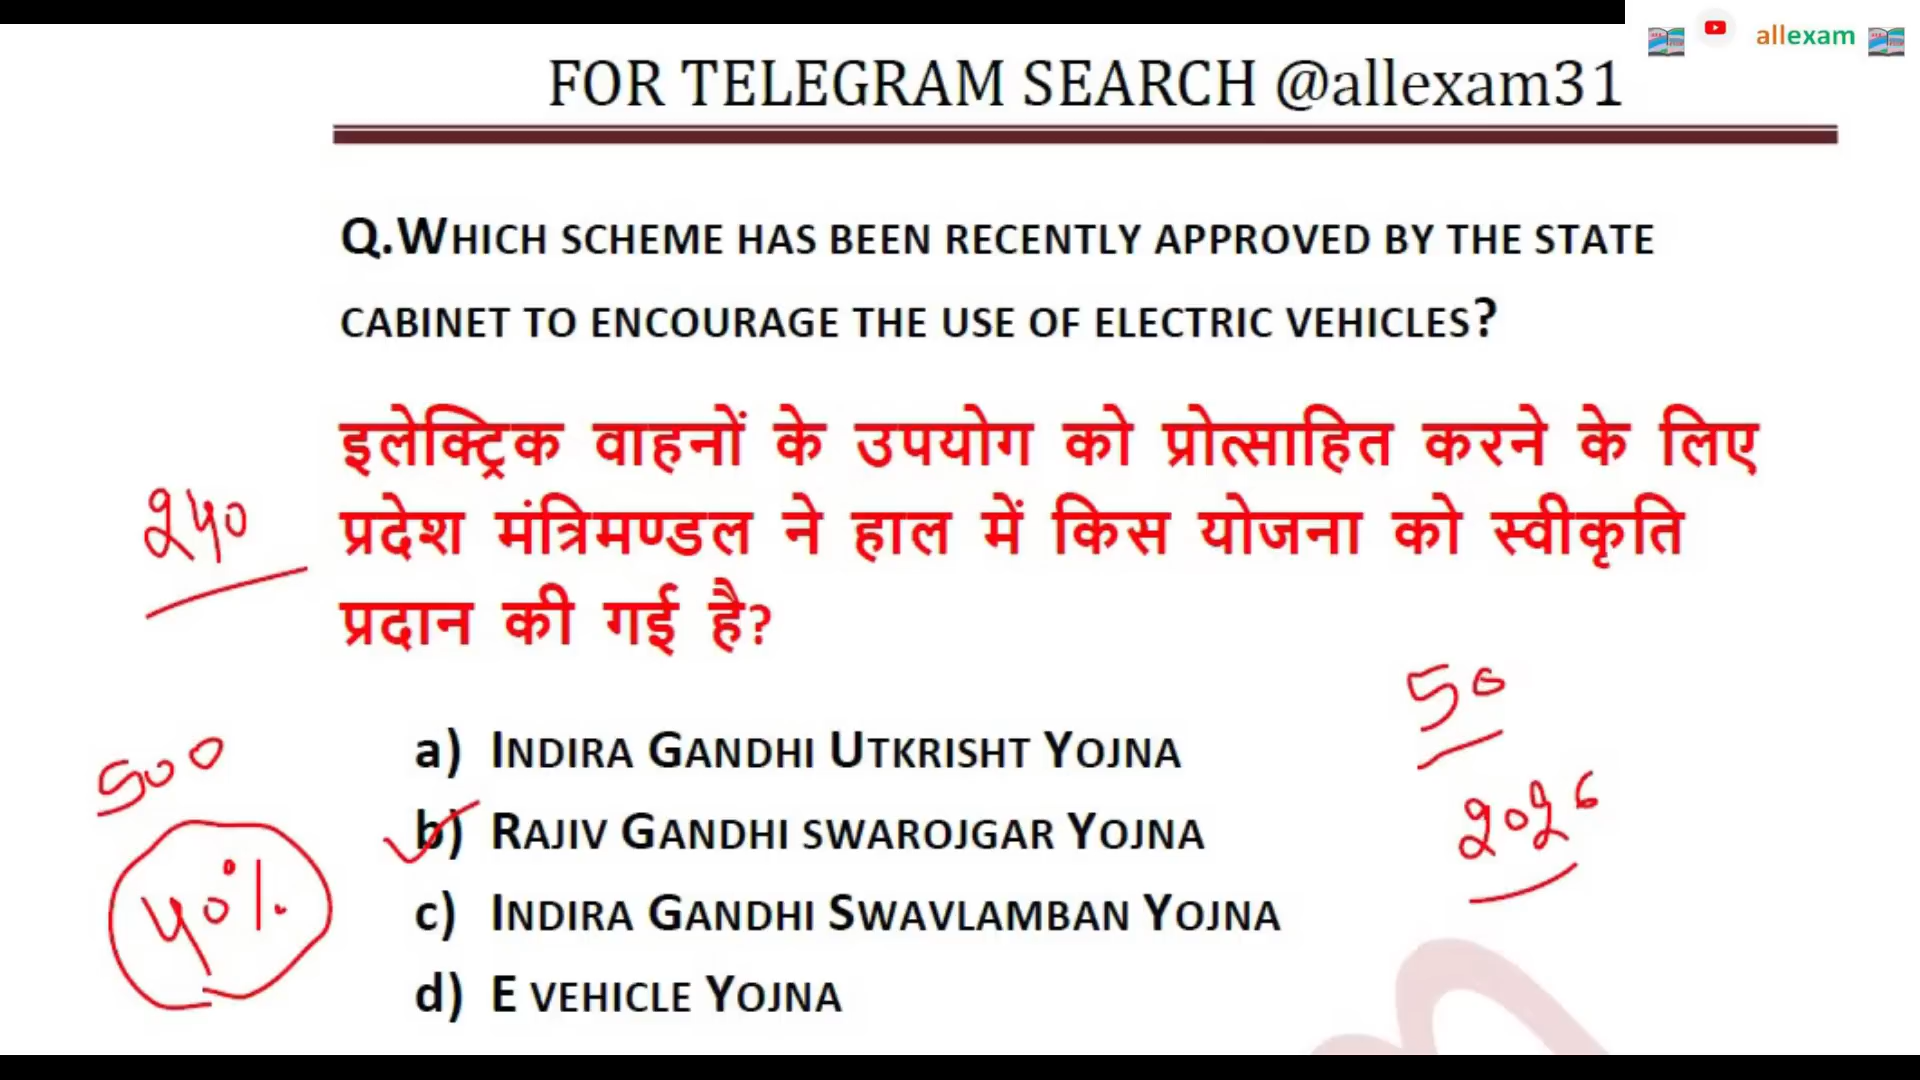 allexam
FOR TELEGRAM SEARCH @allexam31
Q.WHICH SCHEME HAS BEEN RECENTLY APPROVED BY THE STATE
CABINET TO ENCOURAGE THE USE OF ELECTRIC VEHICLES?
इलेक्ट्रिक वाहनों के उपयोग को प्रोत्साहित करने के लिए
प्रदेश मंत्रिमण्डल ने हाल में किस योजना को स्वीकृति
प्रदान की गई है?
240
50
500
2026
40%
a) INDIRA GANDHI UTKRISHT YOJNA
b) RAJIV GANDHI SWAROJGAR YOJNA
c) INDIRA GANDHI SWAVLAMBAN YOJNA
d) E VEHICLE YOJNA